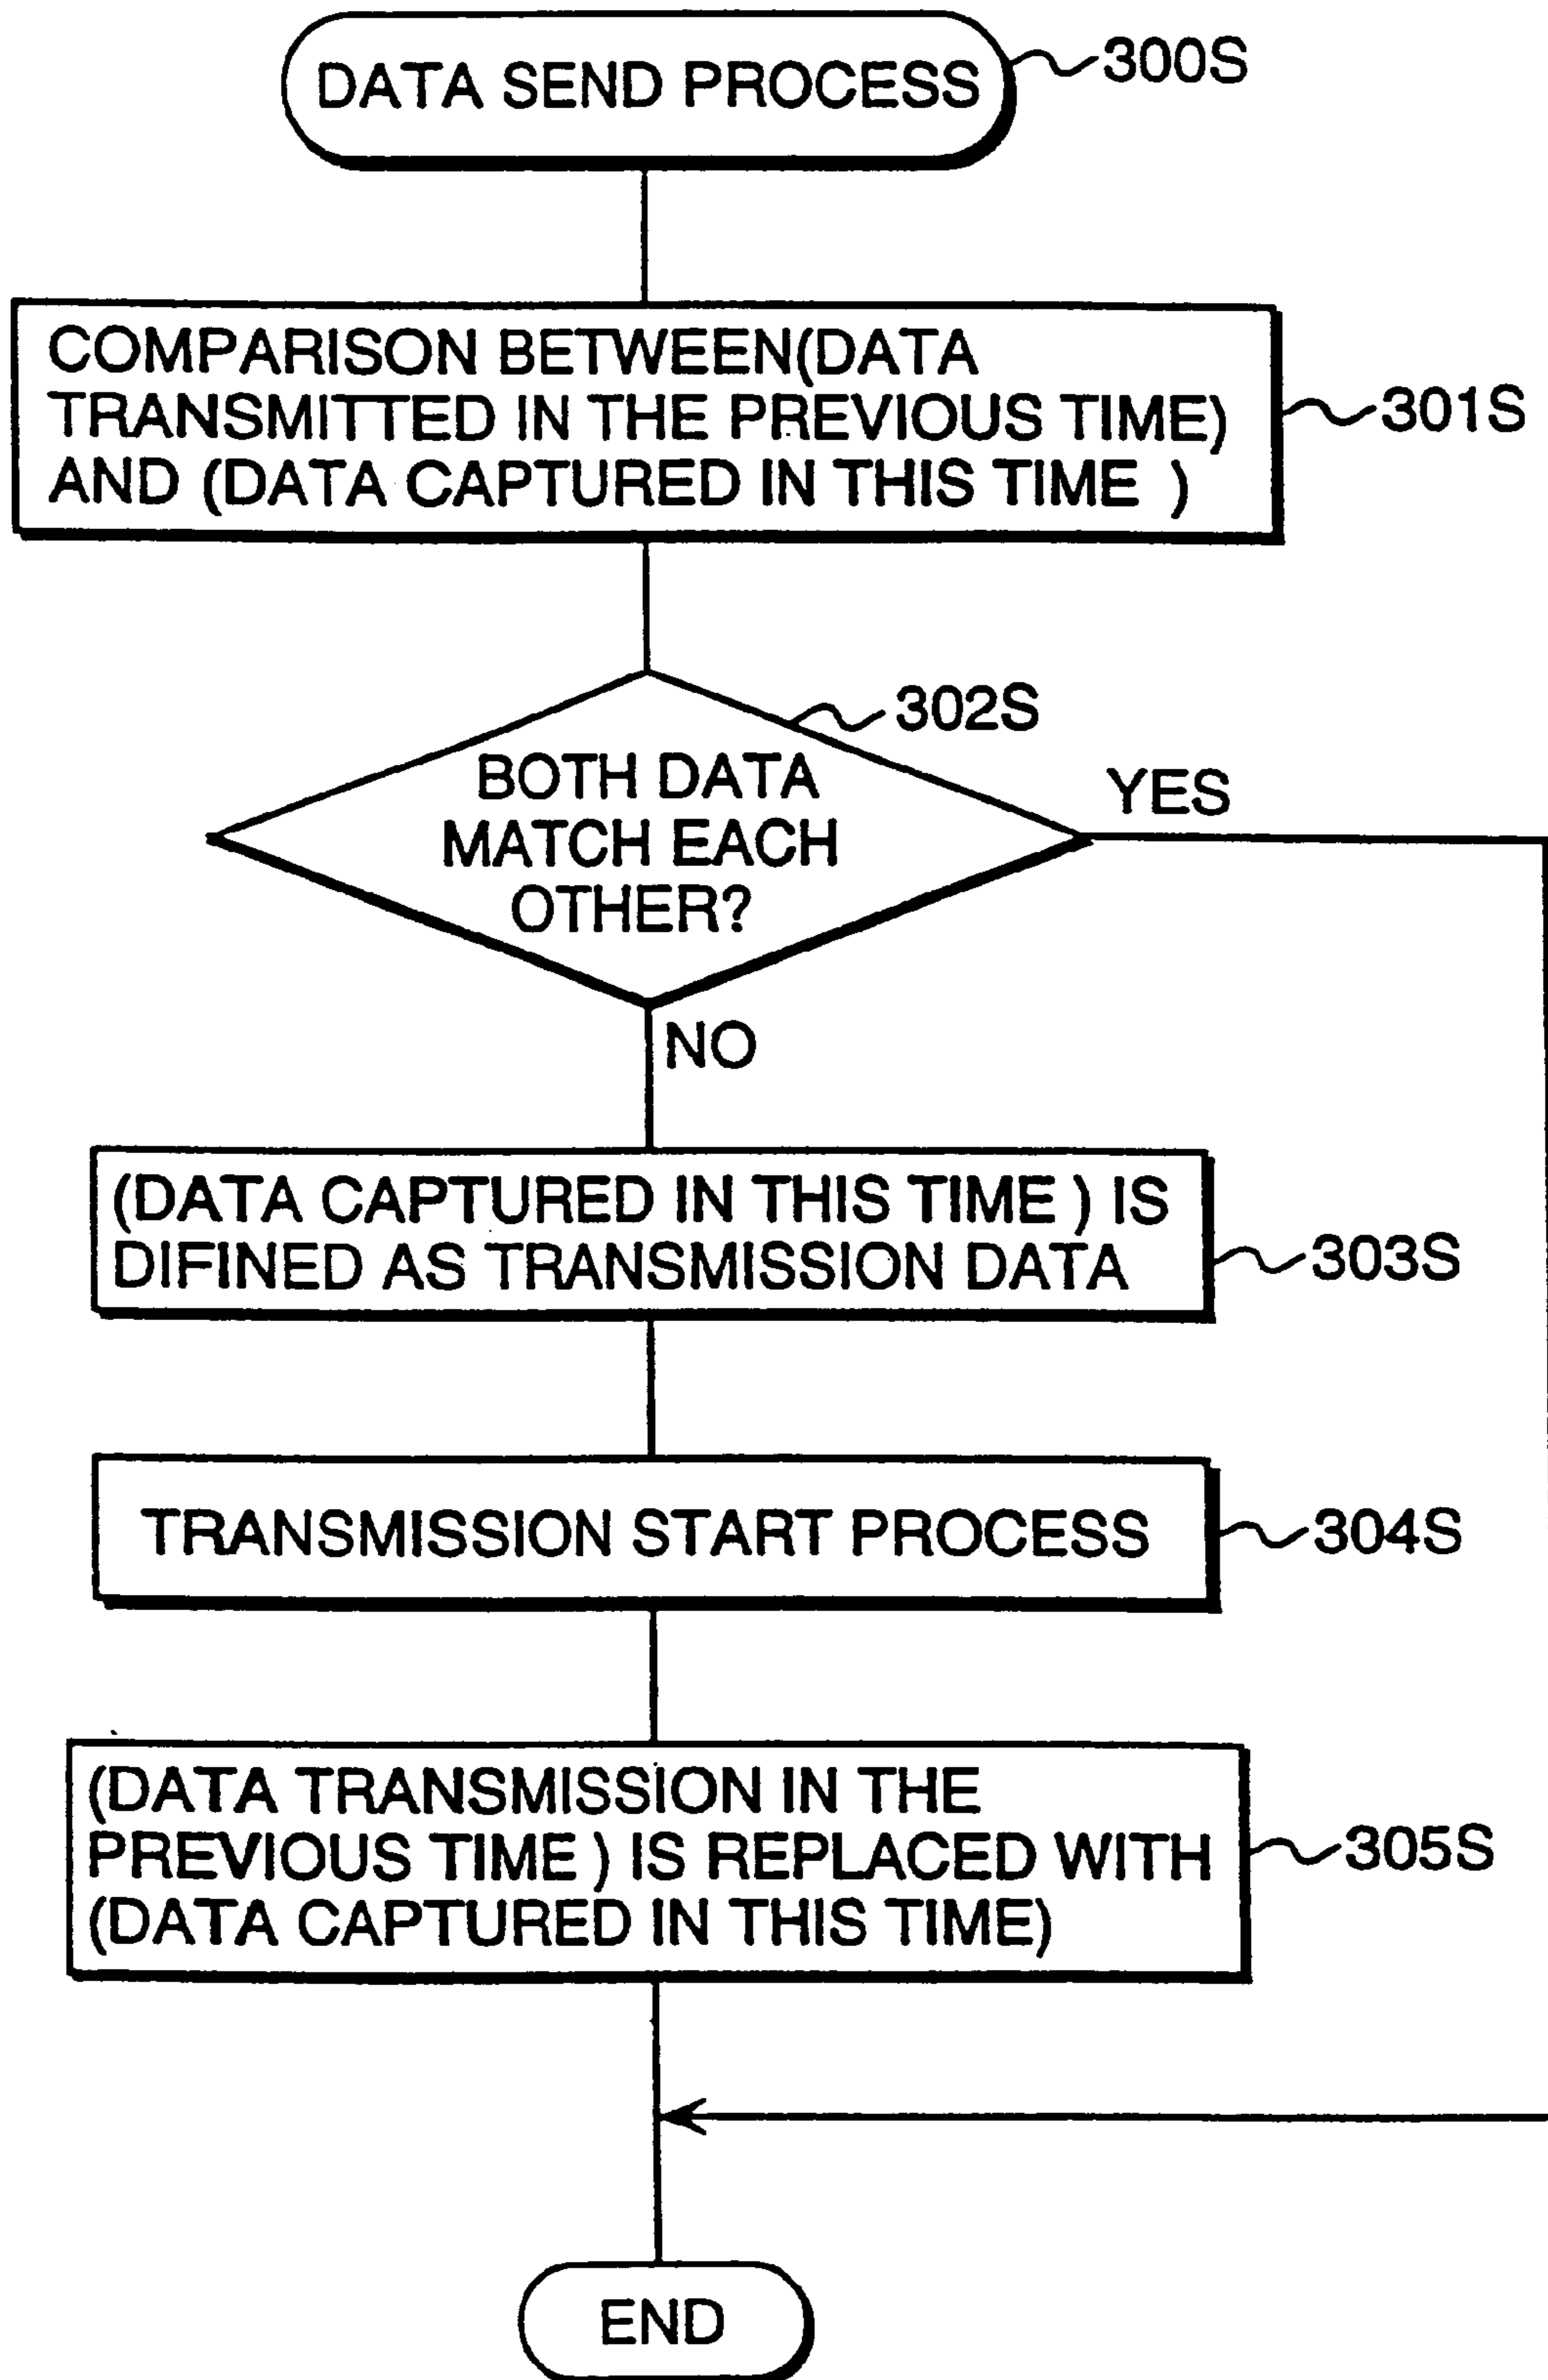 DATA SEND PROCESS
300S
COMPARISON BETWEEN(DATA
TRANSMITTED IN THE PREVIOUS TIME)
AND (DATA CAPTURED IN THIS TIME )
301S
302S
BOTH DATA
MATCH EACH
OTHER?
YES
NO
(DATA CAPTURED IN THIS TIME ) IS
DIFINED AS TRANSMISSION DATA
303S
TRANSMISSION START PROCESS
304S
(DATA TRANSMISSION IN THE
PREVIOUS TIME ) IS REPLACED WITH
(DATA CAPTURED IN THIS TIME)
305S
END